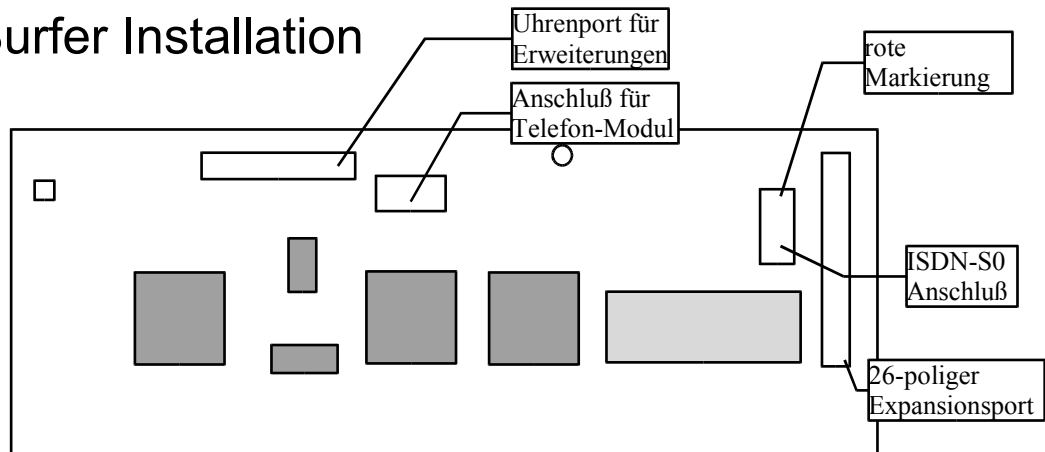 urfer Installation
Uhrenport für
Erweiterungen
rote
Markierung
Anschluß für
Telefon-Modul
ISDN-S0
Anschluß
26-poliger
Expansionsport